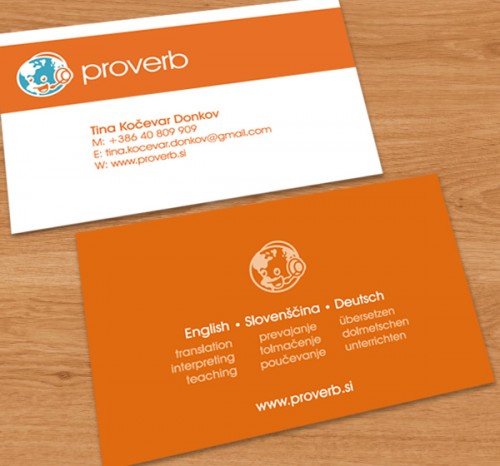 proverb
Tina Kočevar Donkov
M: +386 40 809 909
E: tina.kocevar.donkov@gmail.com
W: www.proverb.si
English • Slovenščina • Deutsch
translation prevajanje übersetzen
interpreting tolmačenje dolmetschen
teaching poučevanje unterrichten
www.proverb.si